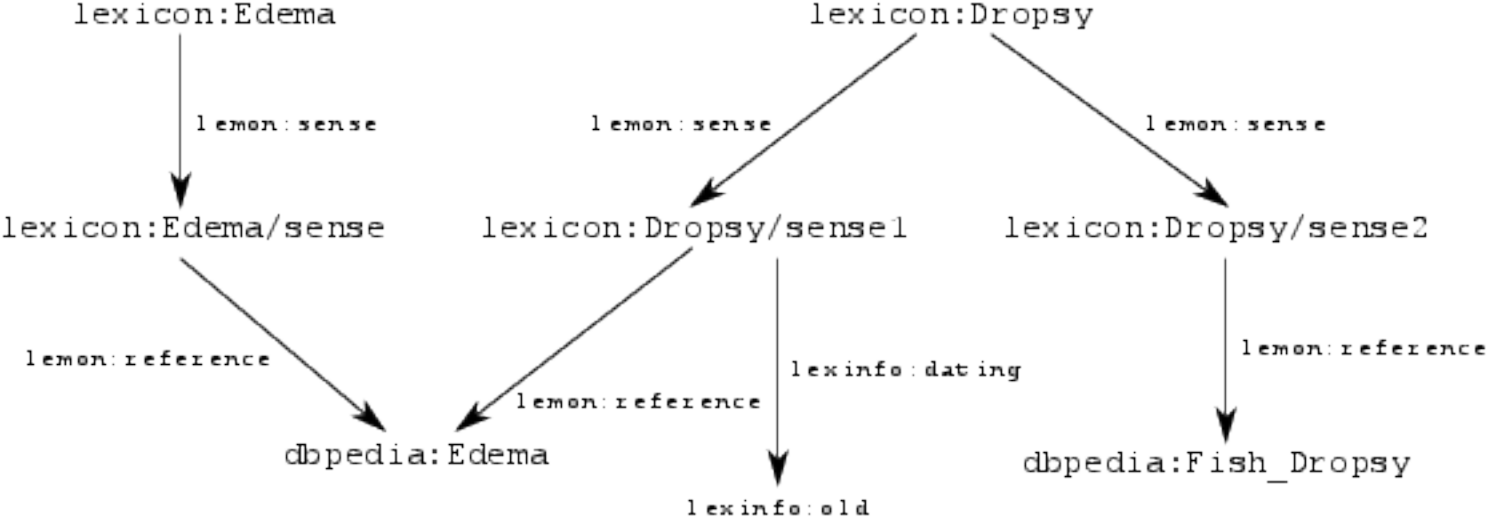 lexicon:Edema
lexicon:Dropsy
lemon:sense
lemon:sense
lemon:sense
lexicon:Edema/sense
lexicon:Dropsy/sense1
lexicon:Dropsy/sense2
lemon:reference
lemon:reference
lexinfo:dating
lemon:reference
dbpedia:Edema
dbpedia:Fish_Dropsy
lexinfo:old